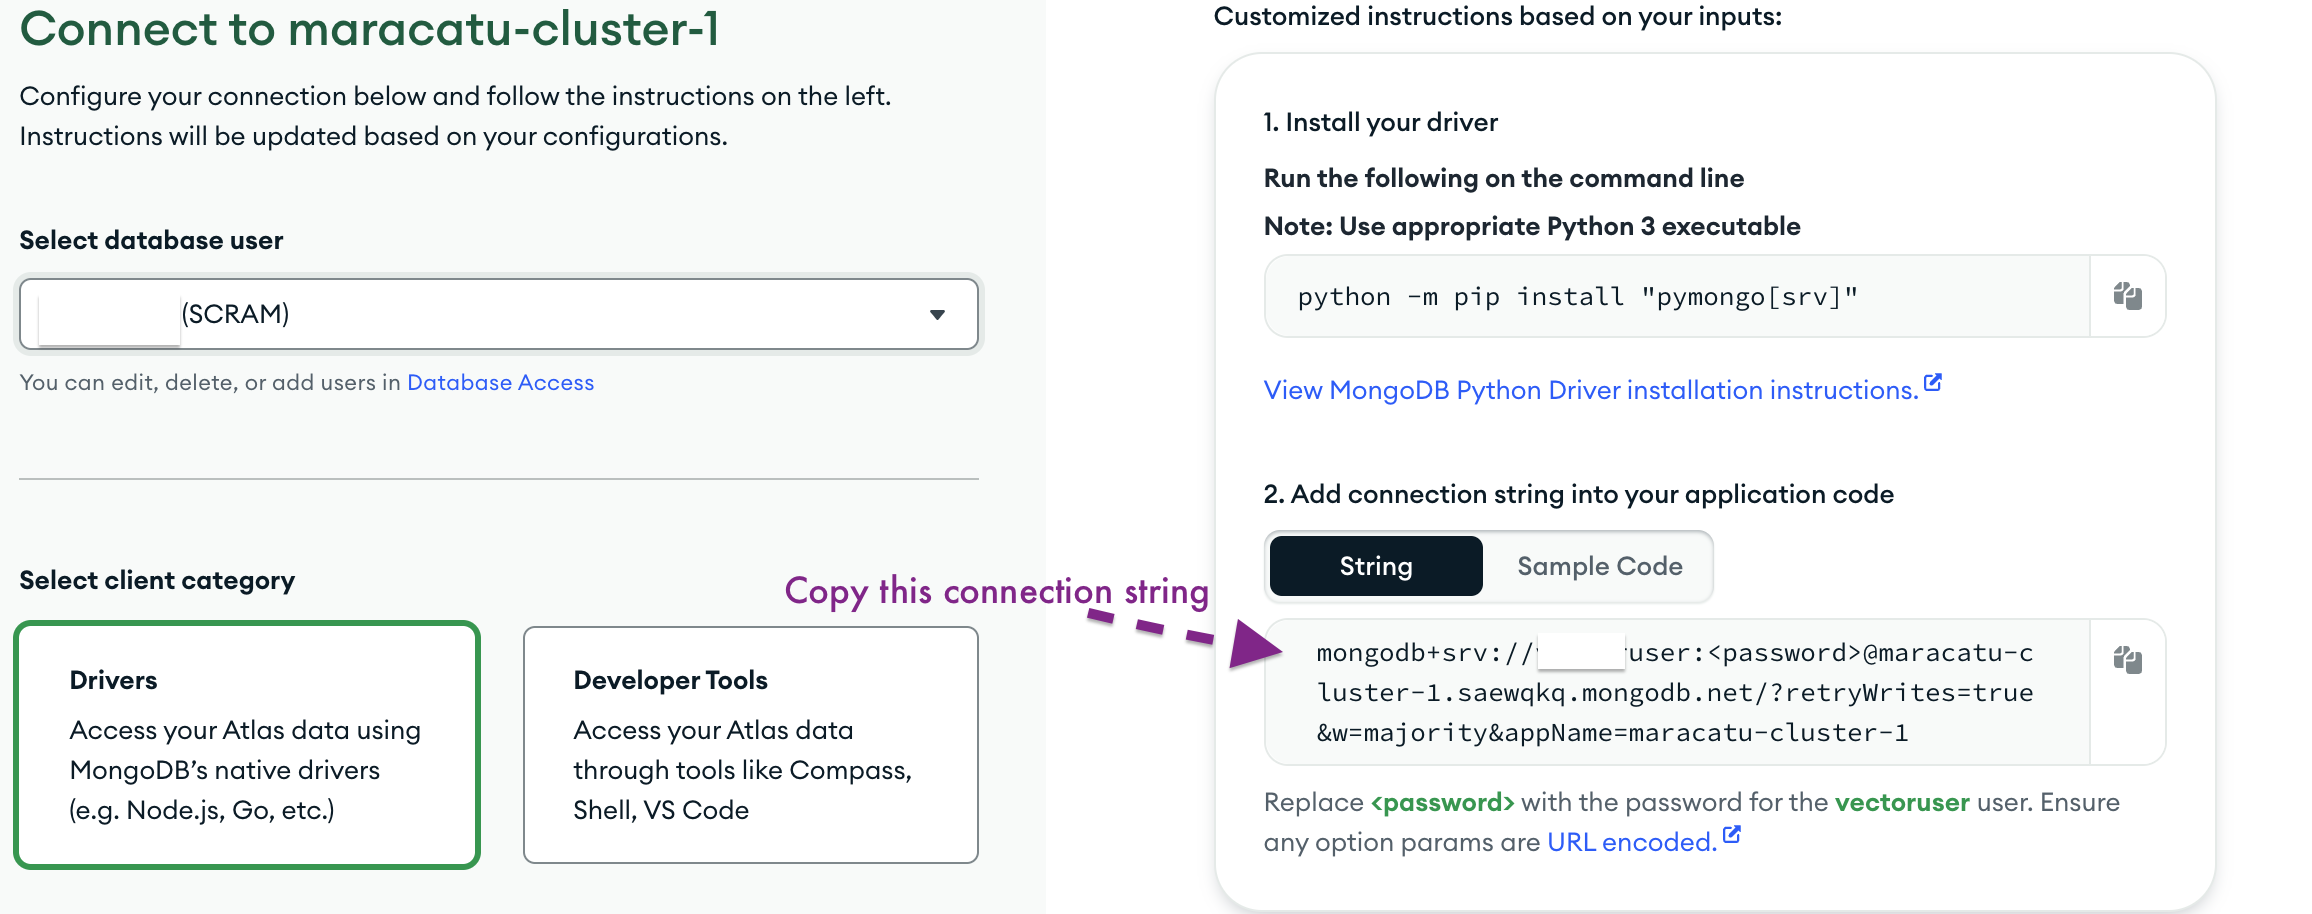 Connect to maracatu-cluster-1
Configure your connection below and follow the instructions on the left.
Instructions will be updated based on your configurations.
Select database user
(SCRAM)
You can edit, delete, or add users in Database Access
Select client category
Drivers
Access your Atlas data using
MongoDB’s native drivers
(e.g. Node.js, Go, etc.)
Developer Tools
Access your Atlas data
through tools like Compass,
Shell, VS Code
Copy this connection string
Customized instructions based on your inputs:
1. Install your driver
Run the following on the command line
Note: Use appropriate Python 3 executable
python -m pip install "pymongo[srv]"
View MongoDB Python Driver installation instructions.
2. Add connection string into your application code
String Sample Code
mongodb+srv:// user:<password>@maracatu-c
luster-1.saewqkq.mongodb.net/?retryWrites=true
&w=majority&appName=maracatu-cluster-1
Replace <password> with the password for the vectoruser user. Ensure
any option params are URL encoded.